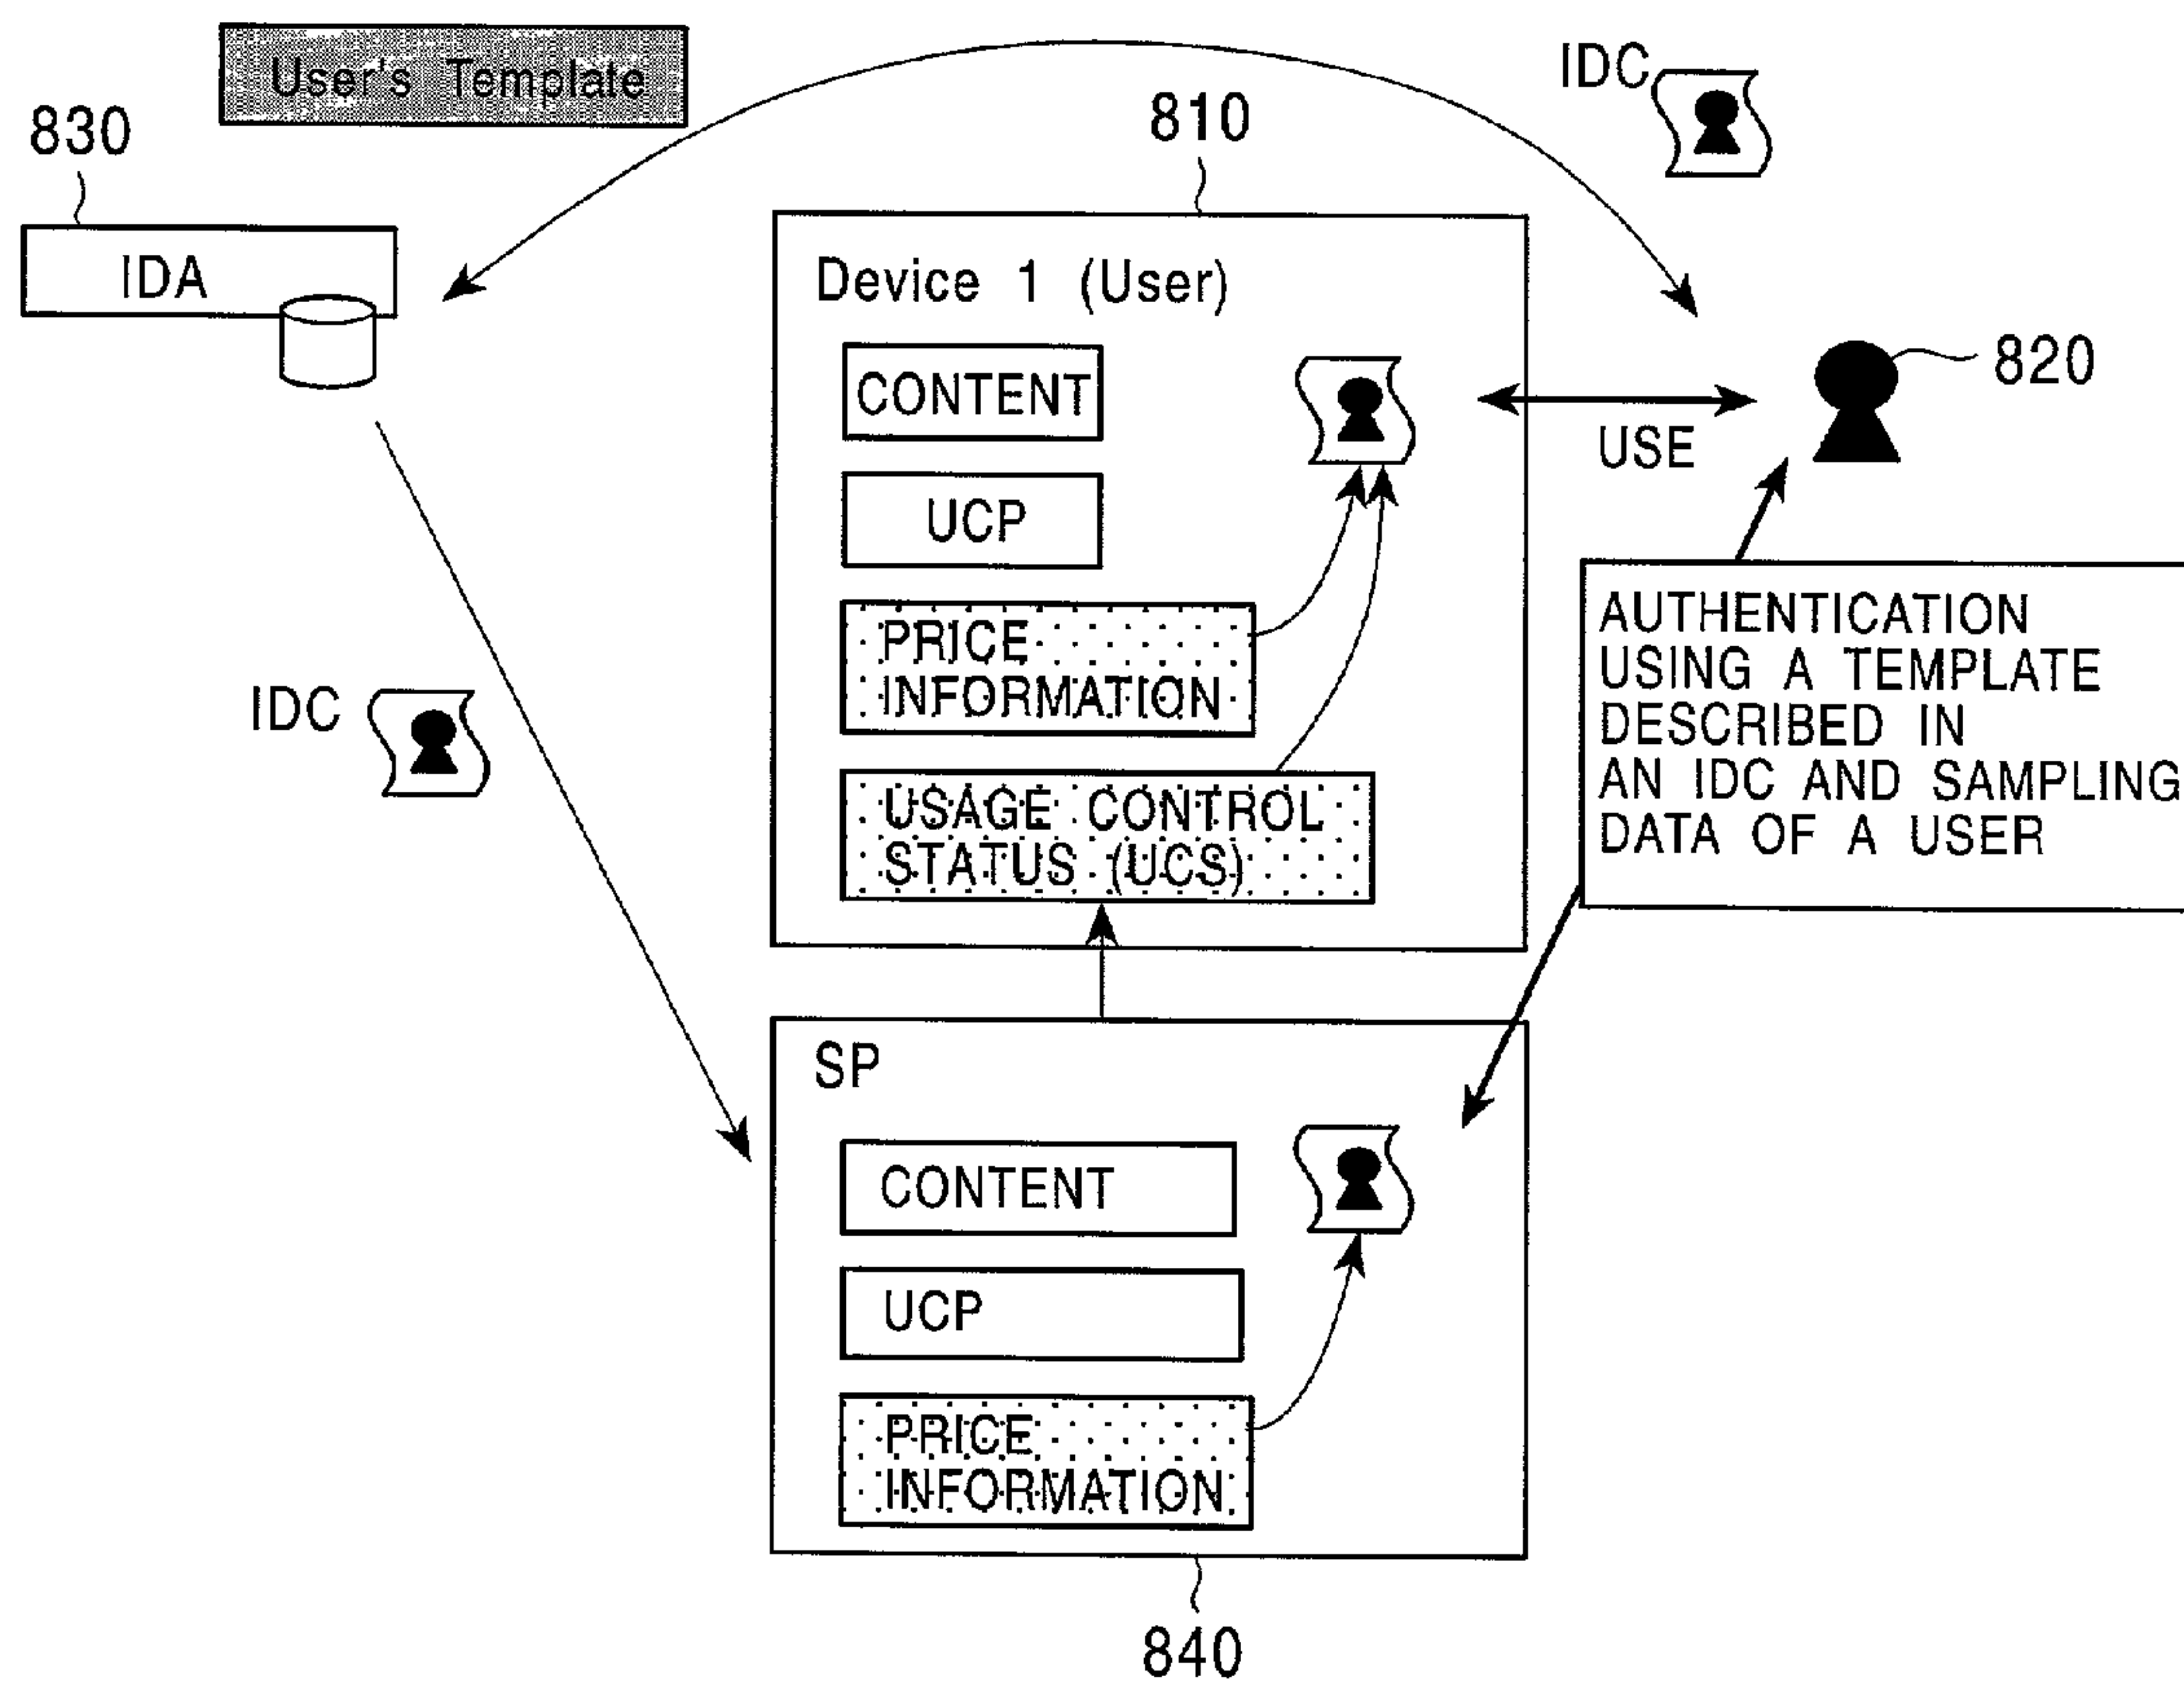 User's Template
IDC
830
810
IDA
Device 1 (User)
CONTENT
820
USE
UCP
PRICE
INFORMATION
AUTHENTICATION
USING A TEMPLATE
DESCRIBED IN
AN IDC AND SAMPLING
DATA OF A USER
IDC
USAGE CONTROL
STATUS (UCS)
SP
CONTENT
UCP
PRICE
INFORMATION
840